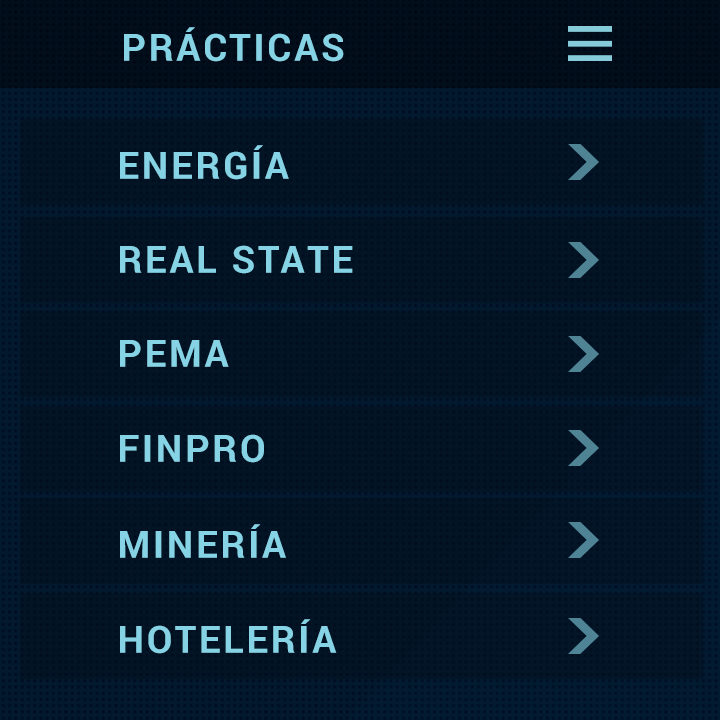 PRÁCTICAS
ENERGÍA
REAL STATE
PEMA
FINPRO
MINERÍA
HOTELERÍA